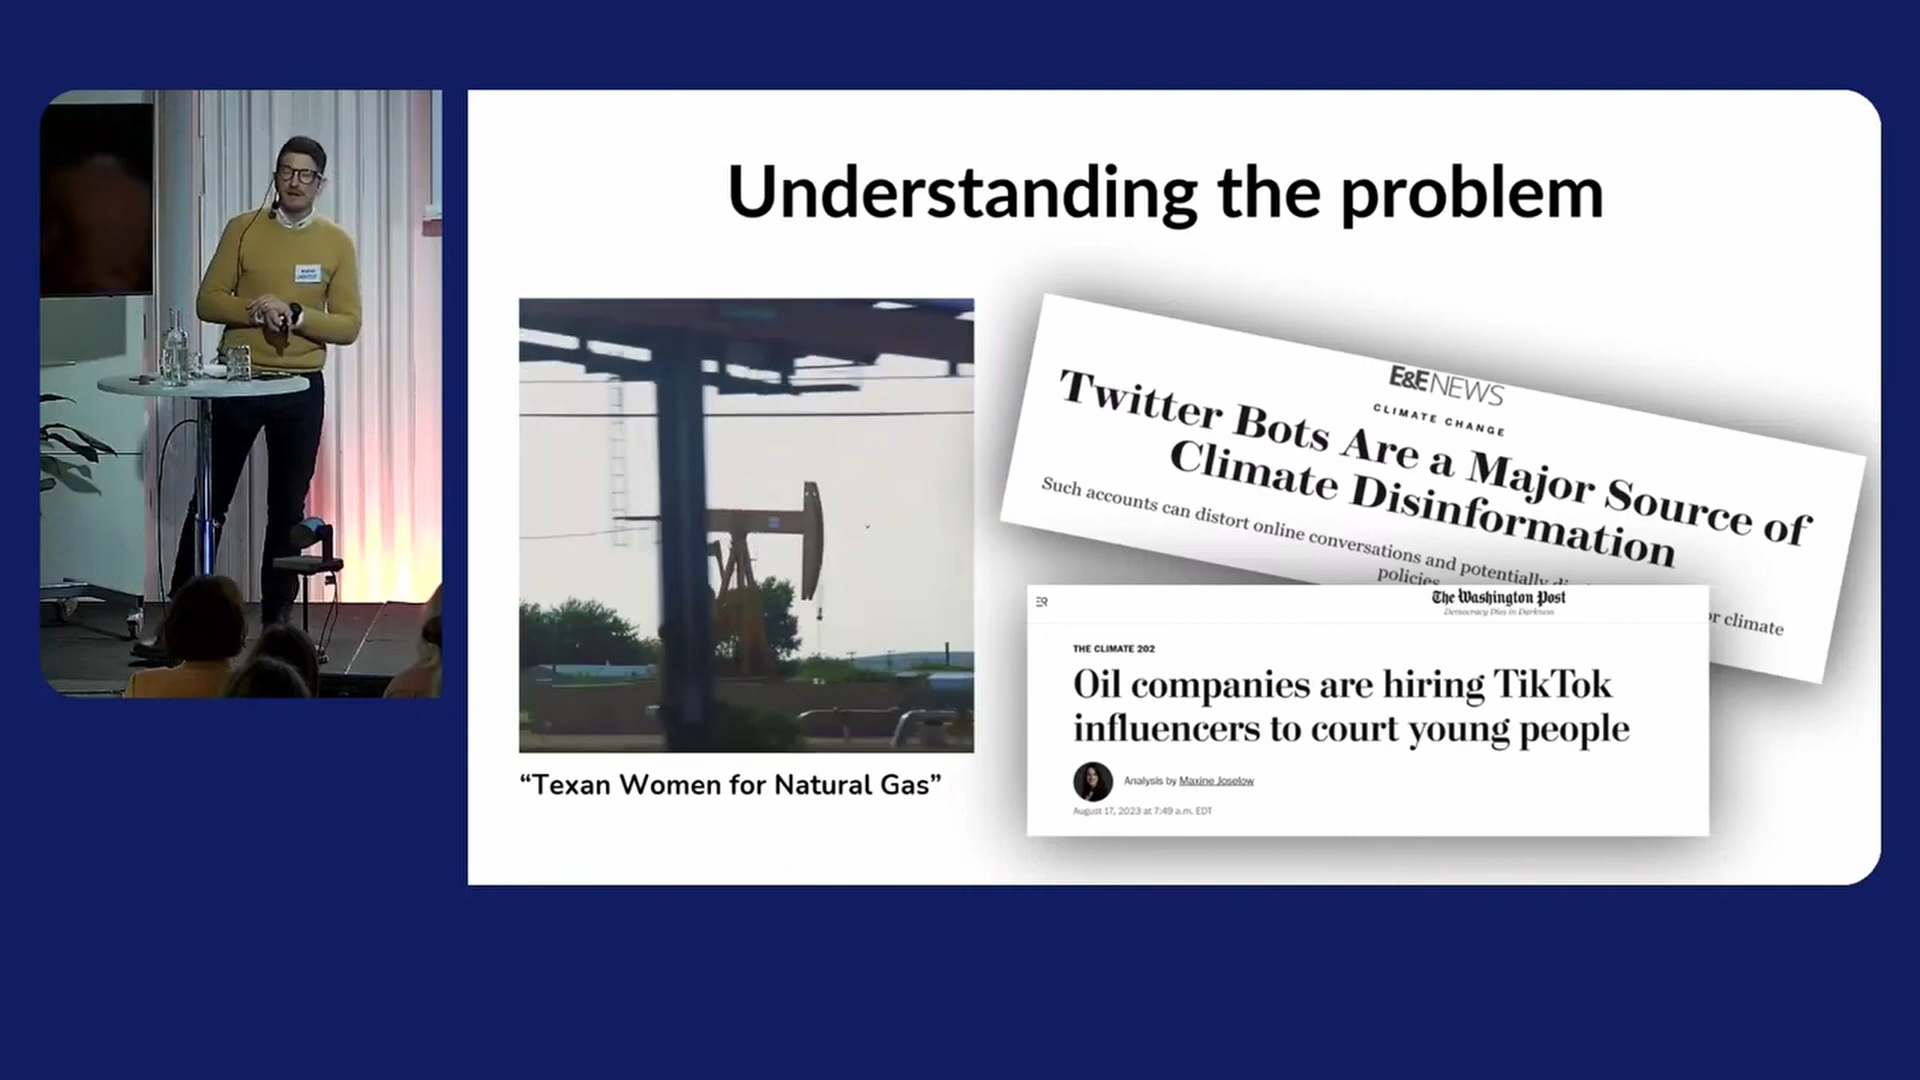 Understanding the problem
E&E NEWS
CLIMATE CHANGE
Twitter Bots Are a Major Source of
Climate Disinformation
Such accounts can distort online conversations and potentially
policies
climate
The Washington Post
Democracy Dies in Darkness
THE CLIMATE 202
Oil companies are hiring TikTok
influencers to court young people
Analysis by Maxine Joselow
August 17, 2023 at 7:49 a.m. EDT
“Texan Women for Natural Gas”